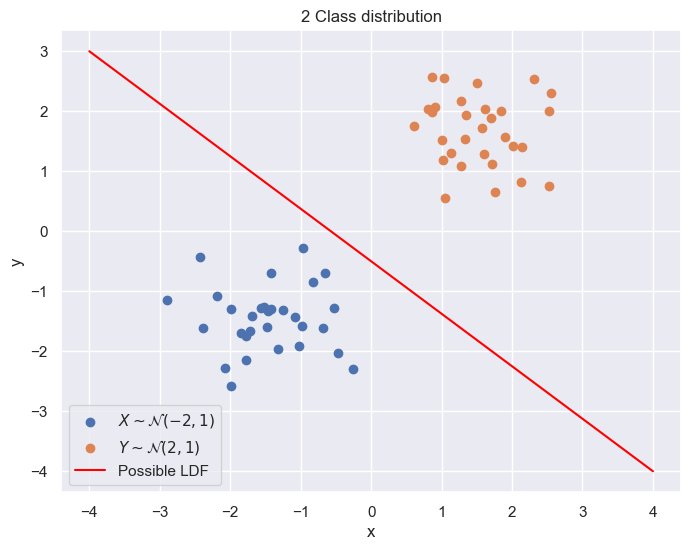 2 Class distribution
3
2
1
0
−1
−2
−3
−4
y
X ∼ 𝒩(−2, 1)
Y ∼ 𝒩(2, 1)
Possible LDF
−4 −3 −2 −1 0 1 2 3 4
x